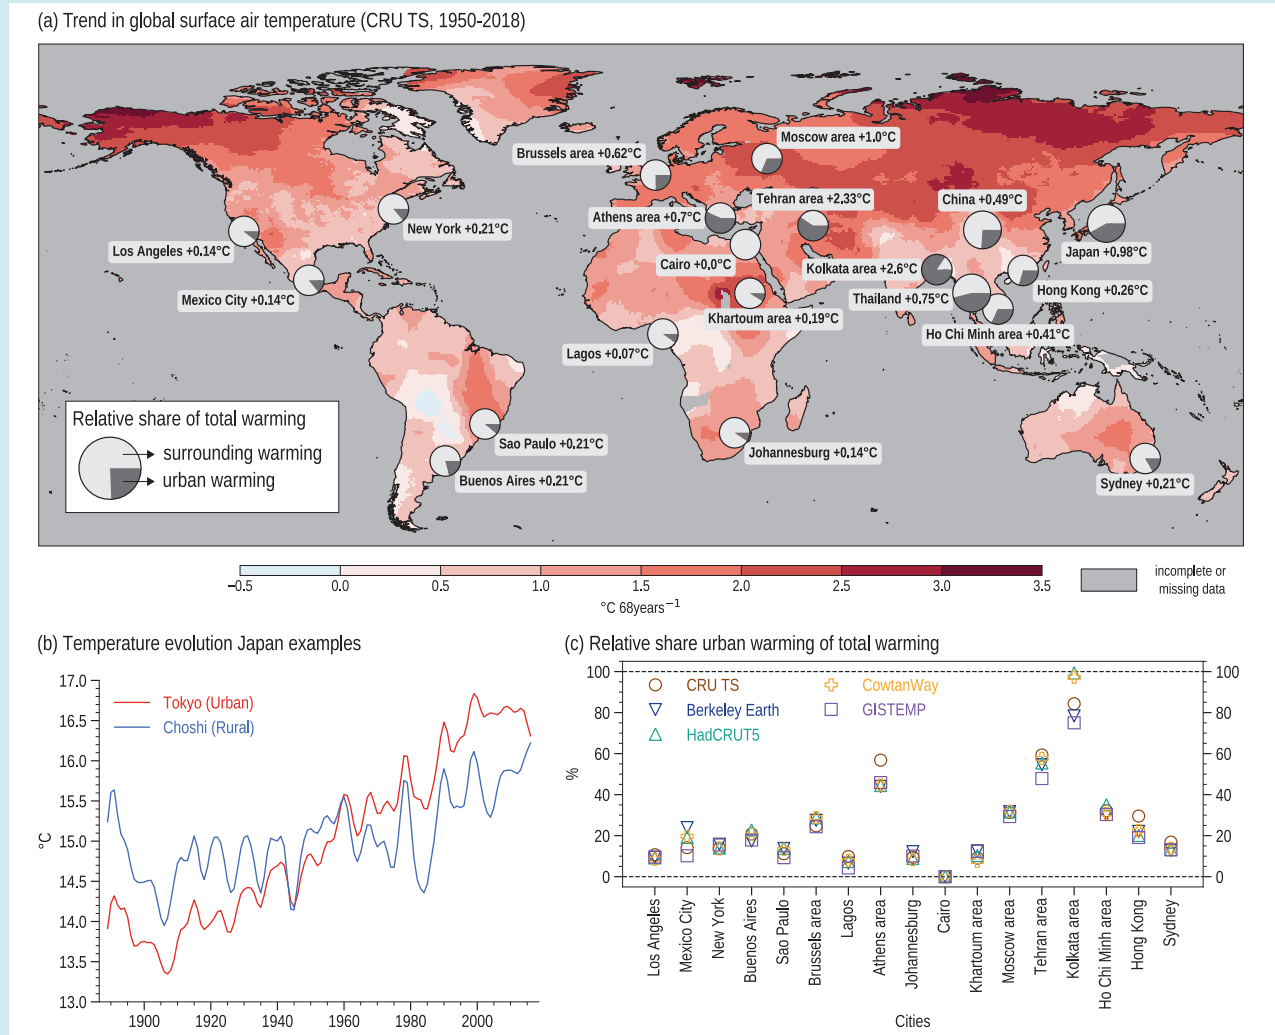 (a) Trend in global surface air temperature (CRU TS, 1950-2018)
Moscow area +1.0°C
Brussels area +0.62°C
Tehran area +2,33°C
China +0.49°C
Athens area +0.7°C
New York +0.21°C
Los Angeles +0.14°C
Japan +0.98°C
Cairo +0.0°C
Kolkata area +2.6°C
Hong Kong +0.26°C
Mexico City +0.14°C
Thailand +0.75°C
Khartoum area +0,19°C
Ho Chi Minh area +0.41°C
Lagos +0.07°C
Relative share of total warming
surrounding warming
urban warming
Sao Paulo +0.21°C
Johannesburg +0.14°C
Buenos Aires +0.21°C
Sydney +0.21°C
−0.5 0.0 0.5 1.0 1.5 2.0 2.5 3.0 3.5
°C 68years−1
incomplete or
missing data
(b) Temperature evolution Japan examples
17.0
16.5
16.0
15.5
15.0
14.5
14.0
13.5
13.0
°C
Tokyo (Urban)
Choshi (Rural)
1900 1920 1940 1960 1980 2000
(c) Relative share urban warming of total warming
100
80
60
40
20
0
%
CRU TS
Berkeley Earth
HadCRUT5
CowtanWay
GISTEMP
100
80
60
40
20
0
Los Angeles
Mexico City
New York
Buenos Aires
Sao Paulo
Brussels area
Lagos
Athens area
Johannesburg
Cairo
Khartoum area
Moscow area
Tehran area
Kolkata area
Ho Chi Minh area
Hong Kong
Sydney
Cities